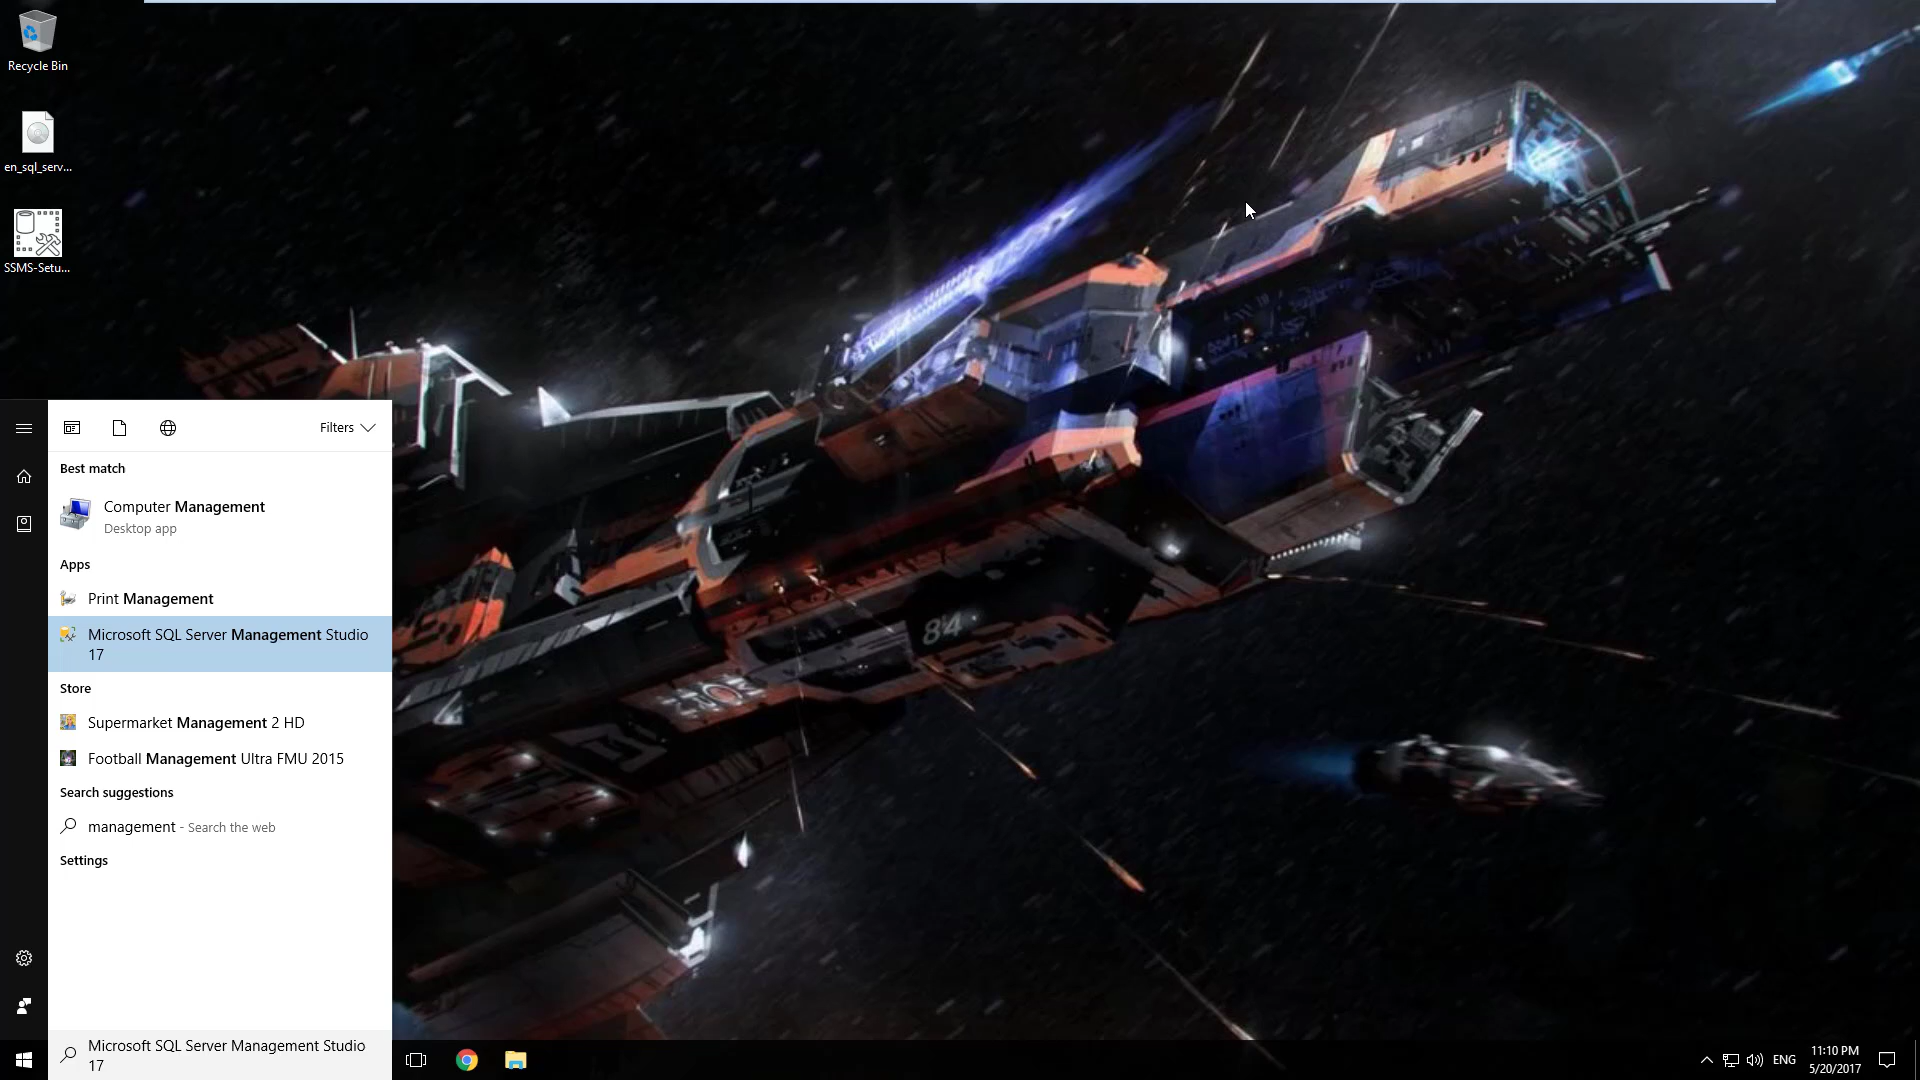 Recycle Bin
en_sql_serv...
SSMS-Setu...
Filters
Best match
Computer Management
Desktop app
Apps
Print Management
Microsoft SQL Server Management Studio
17
Store
Supermarket Management 2 HD
Football Management Ultra FMU 2015
Search suggestions
management - Search the web
Settings
Microsoft SQL Server Management Studio
17
84
ENG
11:10 PM
5/20/2017